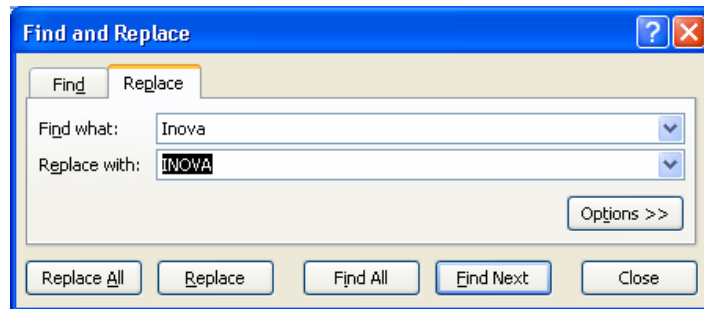 Find and Replace
Find Replace
Find what: Inova
Replace with: INOVA
Options >>
Replace All Replace Find All Find Next Close